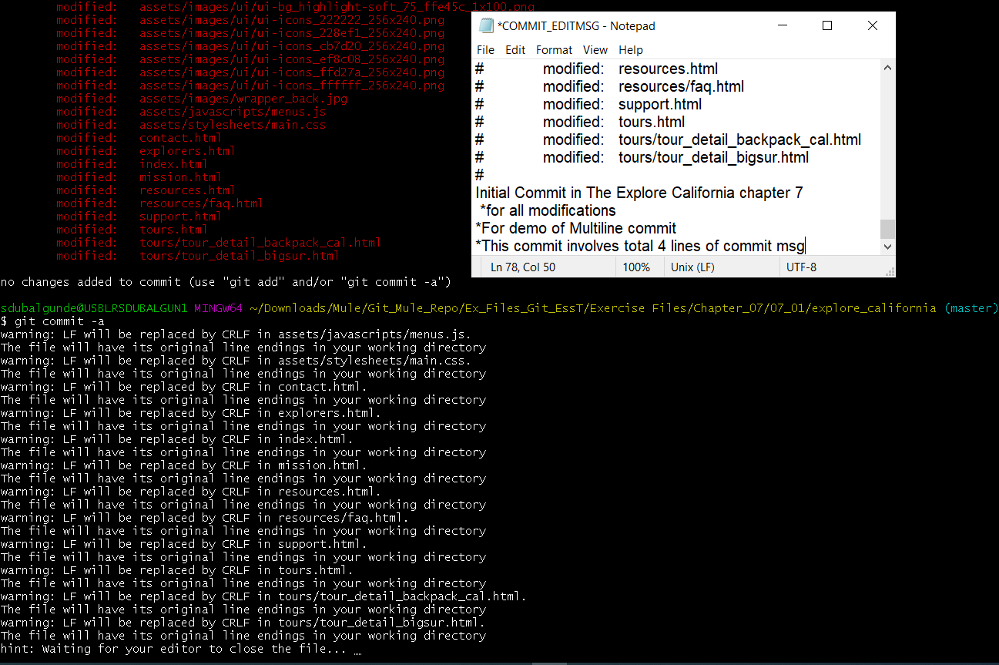 modified:   assets/images/ui/ui-bg_highlight-soft_75_ffe45c_1x100.png
modified:   assets/images/ui/ui-icons_222222_256x240.png
modified:   assets/images/ui/ui-icons_228ef1_256x240.png
modified:   assets/images/ui/ui-icons_cb7d20_256x240.png
modified:   assets/images/ui/ui-icons_ef8c08_256x240.png
modified:   assets/images/ui/ui-icons_ffd27a_256x240.png
modified:   assets/images/ui/ui-icons_ffffff_256x240.png
modified:   assets/images/wrapper_back.jpg
modified:   assets/javascripts/menus.js
modified:   assets/stylesheets/main.css
modified:   contact.html
modified:   explorers.html
modified:   index.html
modified:   mission.html
modified:   resources.html
modified:   resources/faq.html
modified:   support.html
modified:   tours.html
modified:   tours/tour_detail_backpack_cal.html
modified:   tours/tour_detail_bigsur.html
no changes added to commit (use "git add" and/or "git commit -a")
sdubalgunde@USBLRSDUBALGUN1 MINGW64 ~/Downloads/Mule/Git_Mule_Repo/Ex_Files_Git_EssT/Exercise Files/Chapter_07/07_01/explore_california (master)
$ git commit -a
warning: LF will be replaced by CRLF in assets/javascripts/menus.js.
The file will have its original line endings in your working directory
warning: LF will be replaced by CRLF in assets/stylesheets/main.css.
The file will have its original line endings in your working directory
warning: LF will be replaced by CRLF in contact.html.
The file will have its original line endings in your working directory
warning: LF will be replaced by CRLF in explorers.html.
The file will have its original line endings in your working directory
warning: LF will be replaced by CRLF in index.html.
The file will have its original line endings in your working directory
warning: LF will be replaced by CRLF in mission.html.
The file will have its original line endings in your working directory
warning: LF will be replaced by CRLF in resources.html.
The file will have its original line endings in your working directory
warning: LF will be replaced by CRLF in resources/faq.html.
The file will have its original line endings in your working directory
warning: LF will be replaced by CRLF in support.html.
The file will have its original line endings in your working directory
warning: LF will be replaced by CRLF in tours.html.
The file will have its original line endings in your working directory
warning: LF will be replaced by CRLF in tours/tour_detail_backpack_cal.html.
The file will have its original line endings in your working directory
warning: LF will be replaced by CRLF in tours/tour_detail_bigsur.html.
The file will have its original line endings in your working directory
hint: Waiting for your editor to close the file... _
*COMMIT_EDITMSG - Notepad
File Edit Format View Help
# modified: resources.html
# modified: resources/faq.html
# modified: support.html
# modified: tours.html
# modified: tours/tour_detail_backpack_cal.html
# modified: tours/tour_detail_bigsur.html
#
Initial Commit in The Explore California chapter 7
 *for all modifications
*For demo of Multiline commit
*This commit involves total 4 lines of commit msg
Ln 78, Col 50 100% Unix (LF) UTF-8